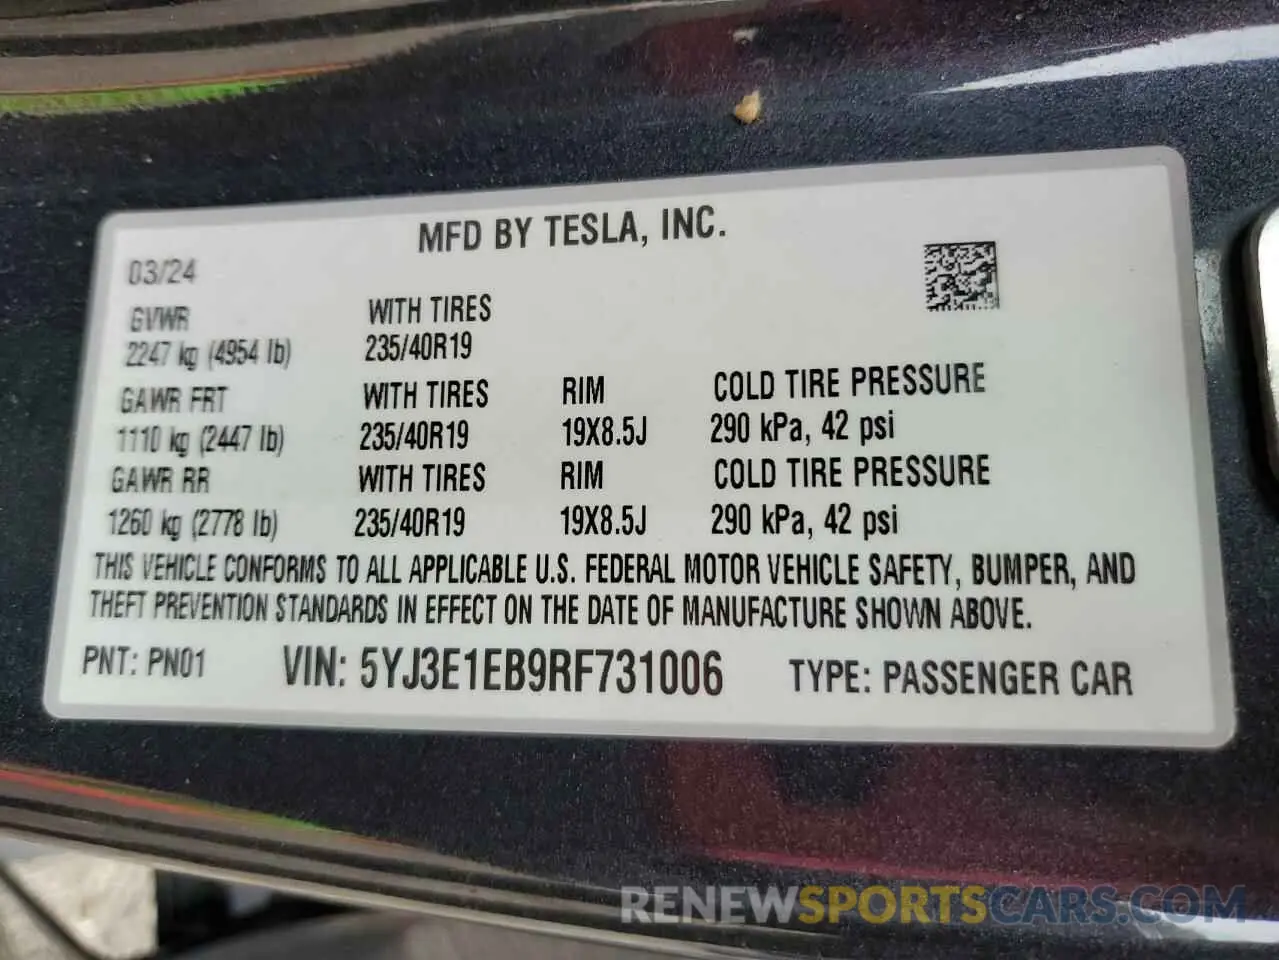 MFD BY TESLA, INC.
03/24
GVWR WITH TIRES
2247 kg (4954 lb) 235/40R19
GAWR FRT WITH TIRES RIM COLD TIRE PRESSURE
1110 kg (2447 lb) 235/40R19 19X8.5J 290 kPa, 42 psi
GAWR RR WITH TIRES RIM COLD TIRE PRESSURE
1260 kg (2778 lb) 235/40R19 19X8.5J 290 kPa, 42 psi
THIS VEHICLE CONFORMS TO ALL APPLICABLE U.S. FEDERAL MOTOR VEHICLE SAFETY, BUMPER, AND
THEFT PREVENTION STANDARDS IN EFFECT ON THE DATE OF MANUFACTURE SHOWN ABOVE.
PNT: PN01 VIN: 5YJ3E1EB9RF731006 TYPE: PASSENGER CAR
RENEWSPORTSCARS.COM